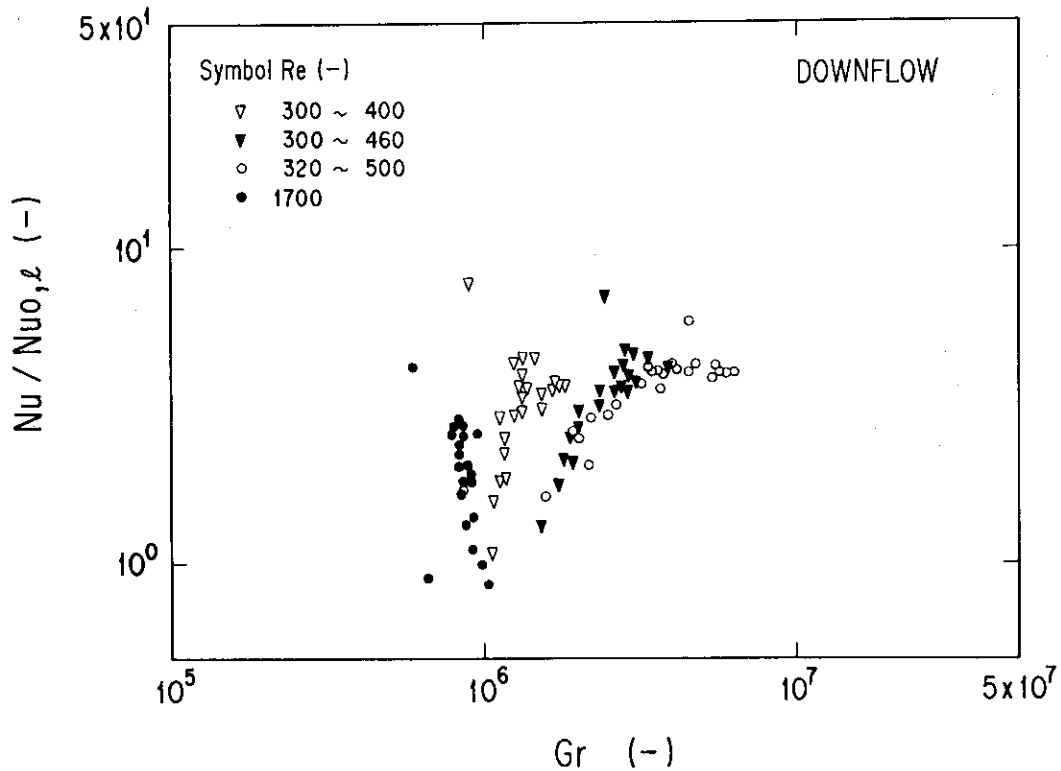 5x10¹
Symbol Re (-)
DOWNFLOW
▽ 300 ~ 400
▼ 300 ~ 460
○ 320 ~ 500
● 1700
Nu / Nuo,ℓ (-)
10¹
10⁰
10⁵
10⁶
10⁷
5x10⁷
Gr (-)